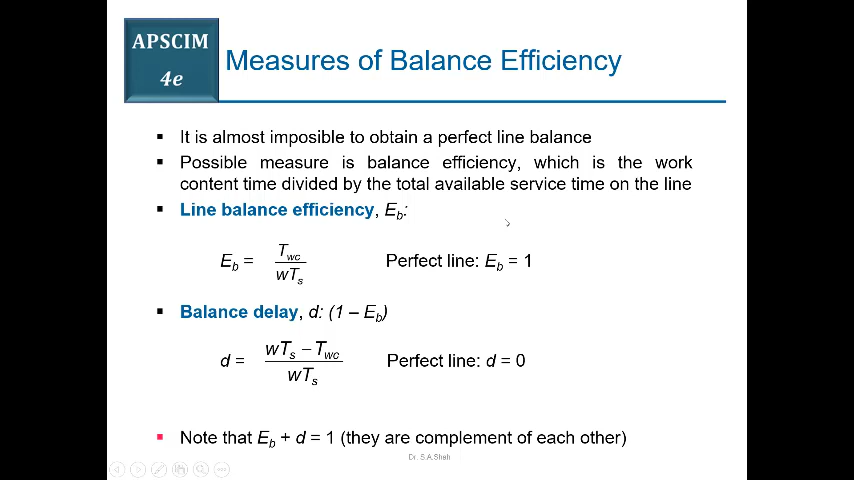 APSCIM
4e
Measures of Balance Efficiency
▪ It is almost imposible to obtain a perfect line balance
▪ Possible measure is balance efficiency, which is the work
content time divided by the total available service time on the line
▪ Line balance efficiency, Eb:
Eb = Twc / wTs Perfect line: Eb = 1
▪ Balance delay, d: (1 – Eb)
d = wTs – Twc / wTs Perfect line: d = 0
▪ Note that Eb + d = 1 (they are complement of each other)
Dr. S.A.Shah